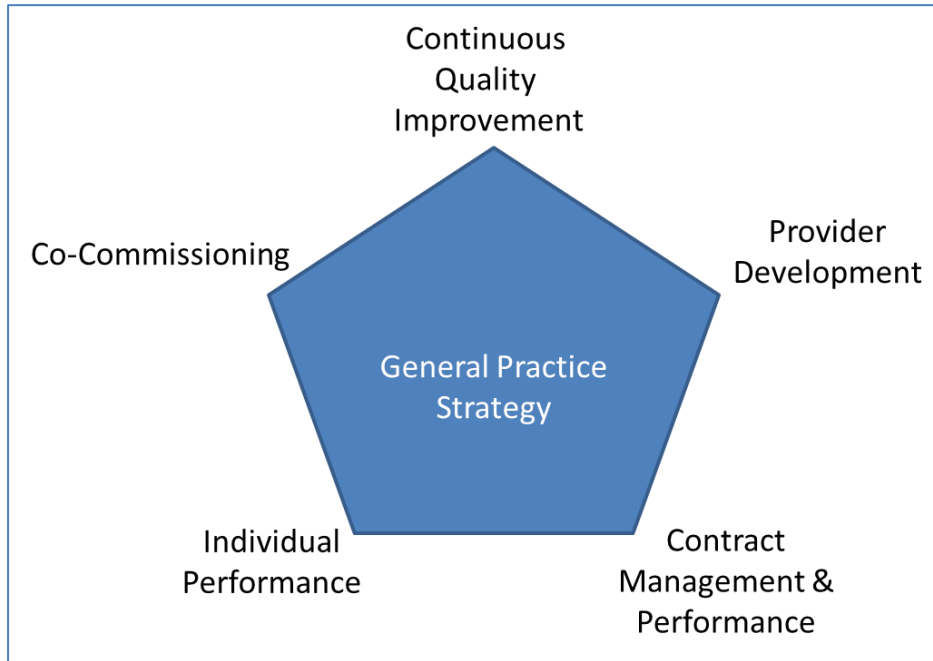 Continuous
Quality
Improvement
Co-Commissioning
Provider
Development
General Practice
Strategy
Individual
Performance
Contract
Management &
Performance